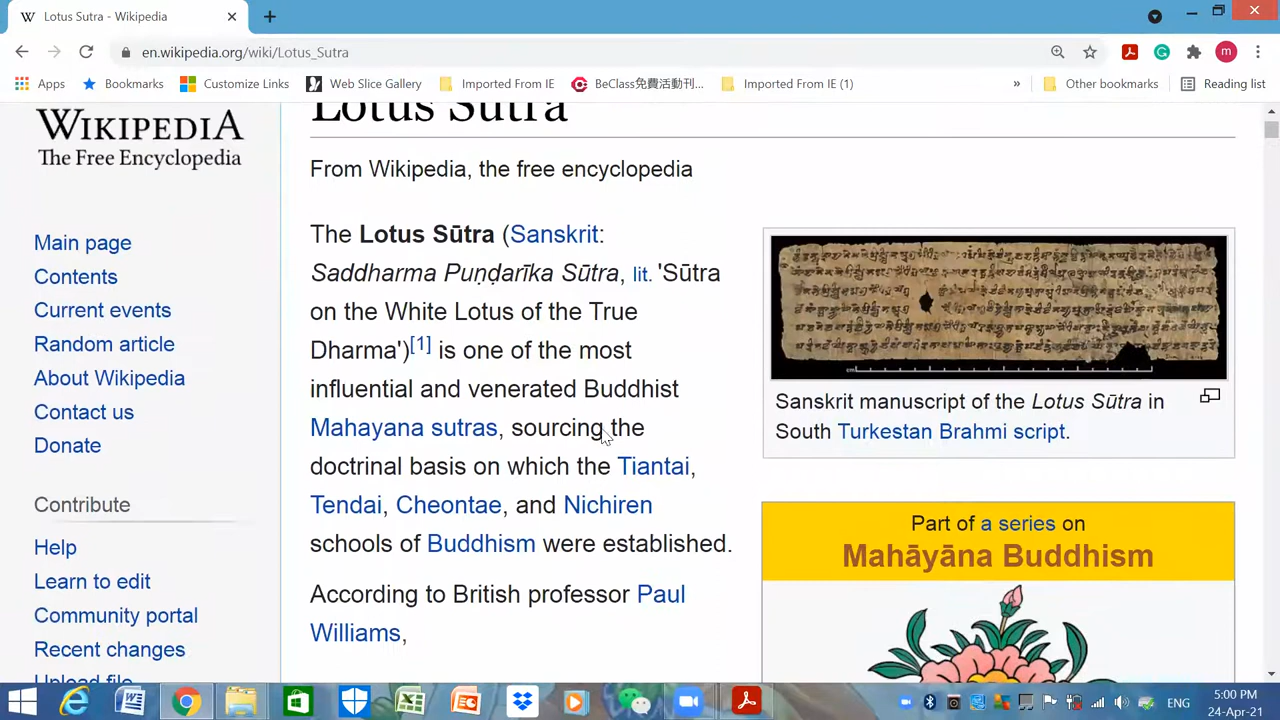 Lotus Sutra - Wikipedia
en.wikipedia.org/wiki/Lotus_Sutra
m
Apps
Bookmarks
Customize Links
Web Slice Gallery
Imported From IE
BeClass免費活動刊...
Imported From IE (1)
»
Other bookmarks
Reading list
WIKIPEDIA
The Free Encyclopedia
Main page
Contents
Current events
Random article
About Wikipedia
Contact us
Donate
Contribute
Help
Learn to edit
Community portal
Recent changes
Upload file
Lotus Sutra
From Wikipedia, the free encyclopedia
The Lotus Sūtra (Sanskrit:
Saddharma Puṇḍarīka Sūtra, lit. 'Sūtra
on the White Lotus of the True
Dharma')[1] is one of the most
influential and venerated Buddhist
Mahayana sutras, sourcing the
doctrinal basis on which the Tiantai,
Tendai, Cheontae, and Nichiren
schools of Buddhism were established.
According to British professor Paul
Williams,
Sanskrit manuscript of the Lotus Sūtra in
South Turkestan Brahmi script.
Part of a series on
Mahāyāna Buddhism
ENG
5:00 PM
24-Apr-21